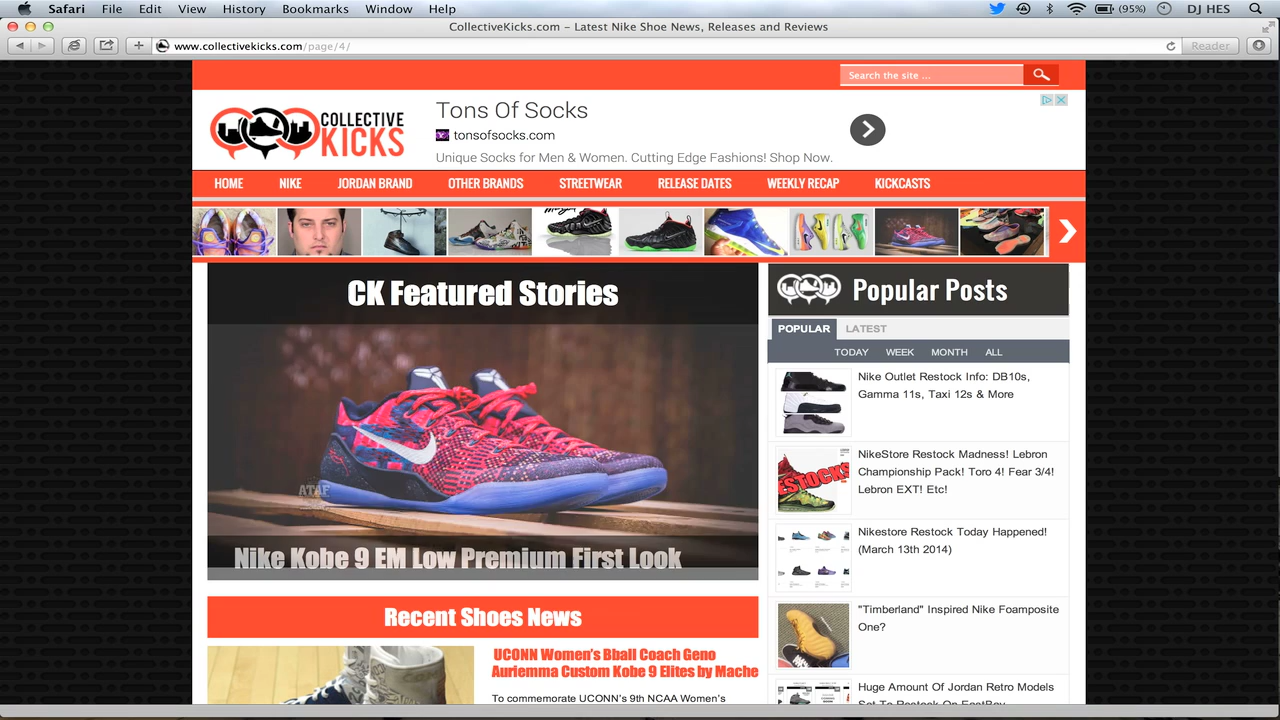 Safari File Edit View History Bookmarks Window Help (95%) DJ HES
CollectiveKicks.com – Latest Nike Shoe News, Releases and Reviews
www.collectivekicks.com/page/4/
Reader
Search the site ...
COLLECTIVE
KICKS
Tons Of Socks
tonsofsocks.com
Unique Socks for Men & Women. Cutting Edge Fashions! Shop Now.
HOME NIKE JORDAN BRAND OTHER BRANDS STREETWEAR RELEASE DATES WEEKLY RECAP KICKCASTS
CK Featured Stories
ATAF
Nike Kobe 9 EM Low Premium First Look
Recent Shoes News
UCONN Women's Bball Coach Geno
Auriemma Custom Kobe 9 Elites by Mache
To commemorate UCONN's 9th NCAA Women's
Popular Posts
POPULAR LATEST
TODAY WEEK MONTH ALL
Nike Outlet Restock Info: DB10s,
Gamma 11s, Taxi 12s & More
ESTOCKS
NikeStore Restock Madness! Lebron
Championship Pack! Toro 4! Fear 3/4!
Lebron EXT! Etc!
Nikestore Restock Today Happened!
(March 13th 2014)
"Timberland" Inspired Nike Foamposite
One?
Huge Amount Of Jordan Retro Models
Set To Restock On EastBay